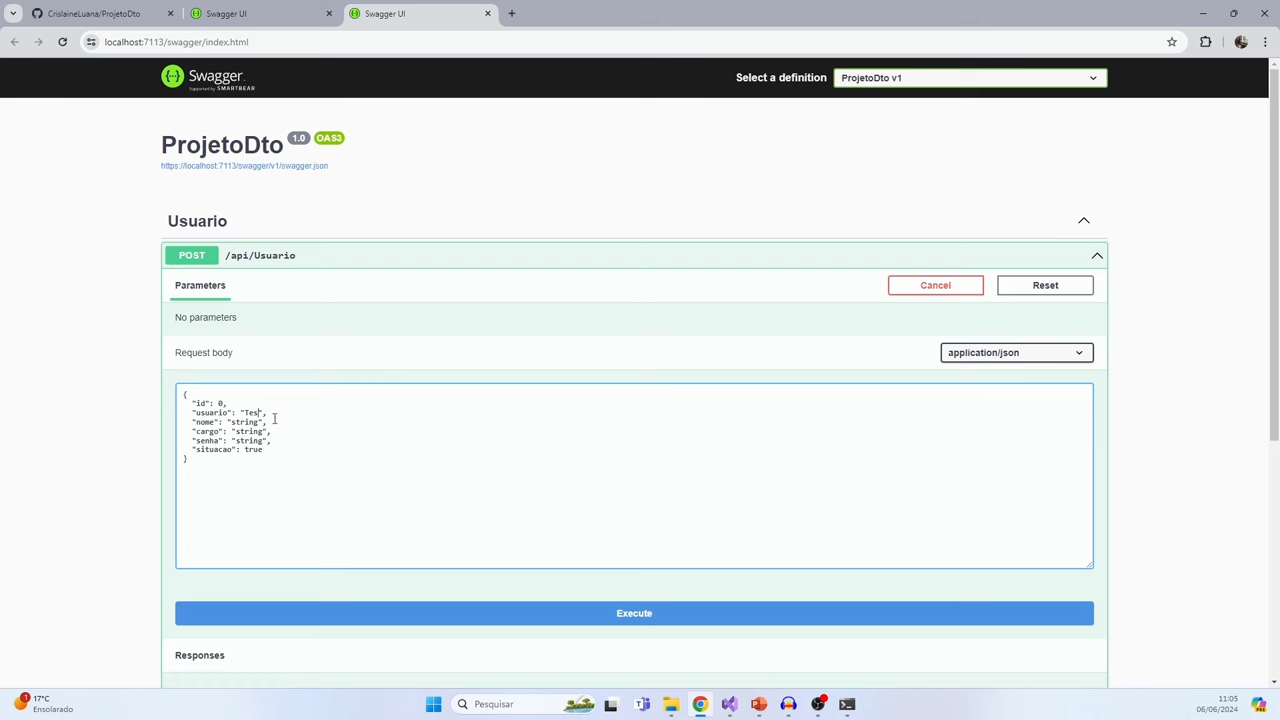 CrislaineLuana/ProjetoDto
Swagger UI
Swagger UI
localhost:7113/swagger/index.html
Swagger.
Supported by SMARTBEAR
Select a definition
ProjetoDto v1
ProjetoDto 1.0 OAS3
https://localhost:7113/swagger/v1/swagger.json
Usuario
POST /api/Usuario
Parameters
Cancel
Reset
No parameters
Request body
application/json
{
"id": 0,
"usuario": "Tes",
"nome": "string",
"cargo": "string",
"senha": "string",
"situacao": true
}
Execute
Responses
1
17°C
Ensolarado
Pesquisar
11:05
06/06/2024